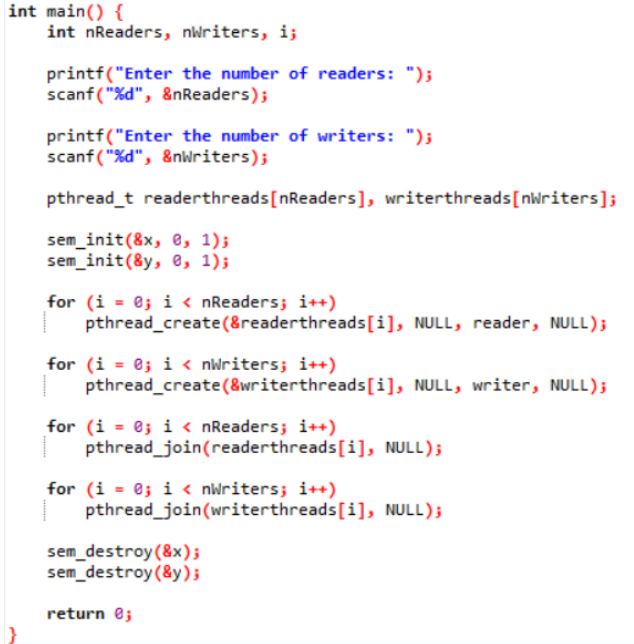 int main() {
    int nReaders, nWriters, i;

    printf("Enter the number of readers: ");
    scanf("%d", &nReaders);

    printf("Enter the number of writers: ");
    scanf("%d", &nWriters);

    pthread_t readerthreads[nReaders], writerthreads[nWriters];

    sem_init(&x, 0, 1);
    sem_init(&y, 0, 1);

    for (i = 0; i < nReaders; i++)
        pthread_create(&readerthreads[i], NULL, reader, NULL);

    for (i = 0; i < nWriters; i++)
        pthread_create(&writerthreads[i], NULL, writer, NULL);

    for (i = 0; i < nReaders; i++)
        pthread_join(readerthreads[i], NULL);

    for (i = 0; i < nWriters; i++)
        pthread_join(writerthreads[i], NULL);

    sem_destroy(&x);
    sem_destroy(&y);

    return 0;
}